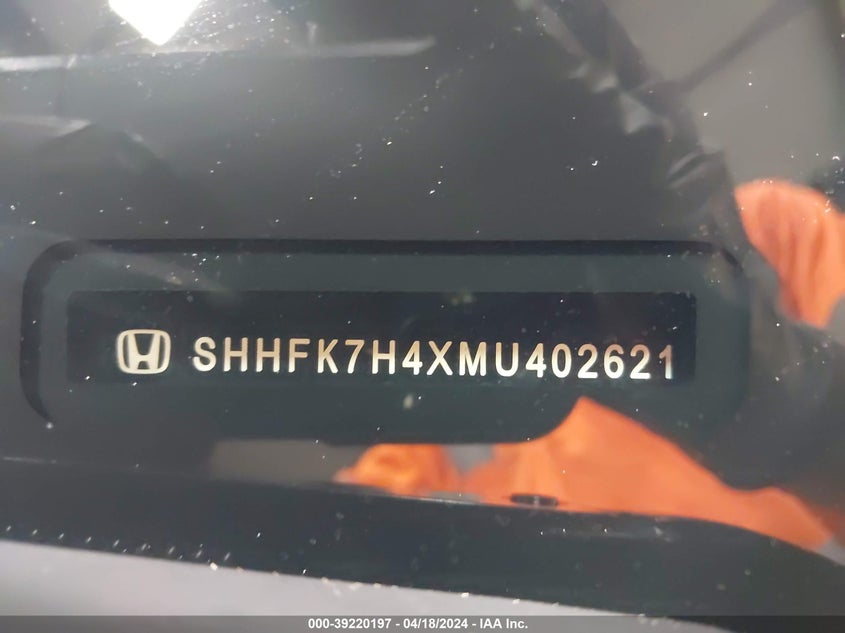 SHHFK7H4XMU402621
000-39220197 - 04/18/2024 - IAA Inc.